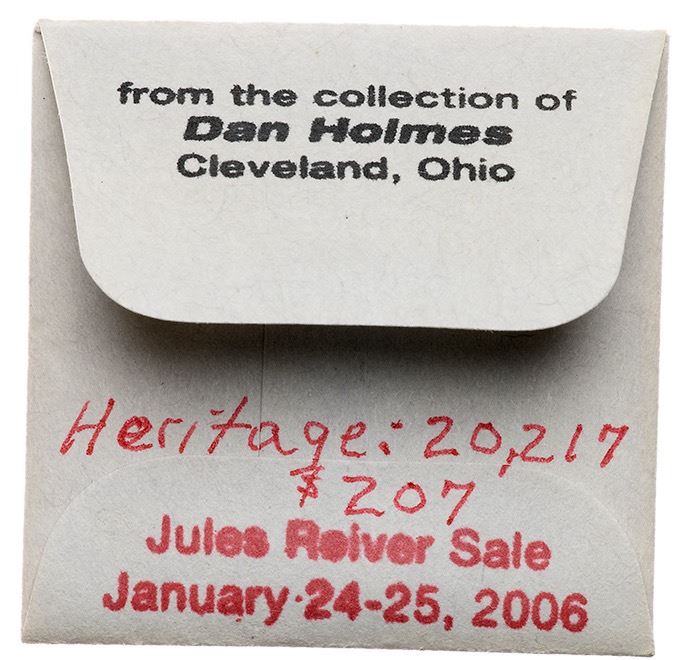 from the collection of
Dan Holmes
Cleveland, Ohio
Heritage: 20,217
$207
Jules Reiver Sale
January 24-25, 2006